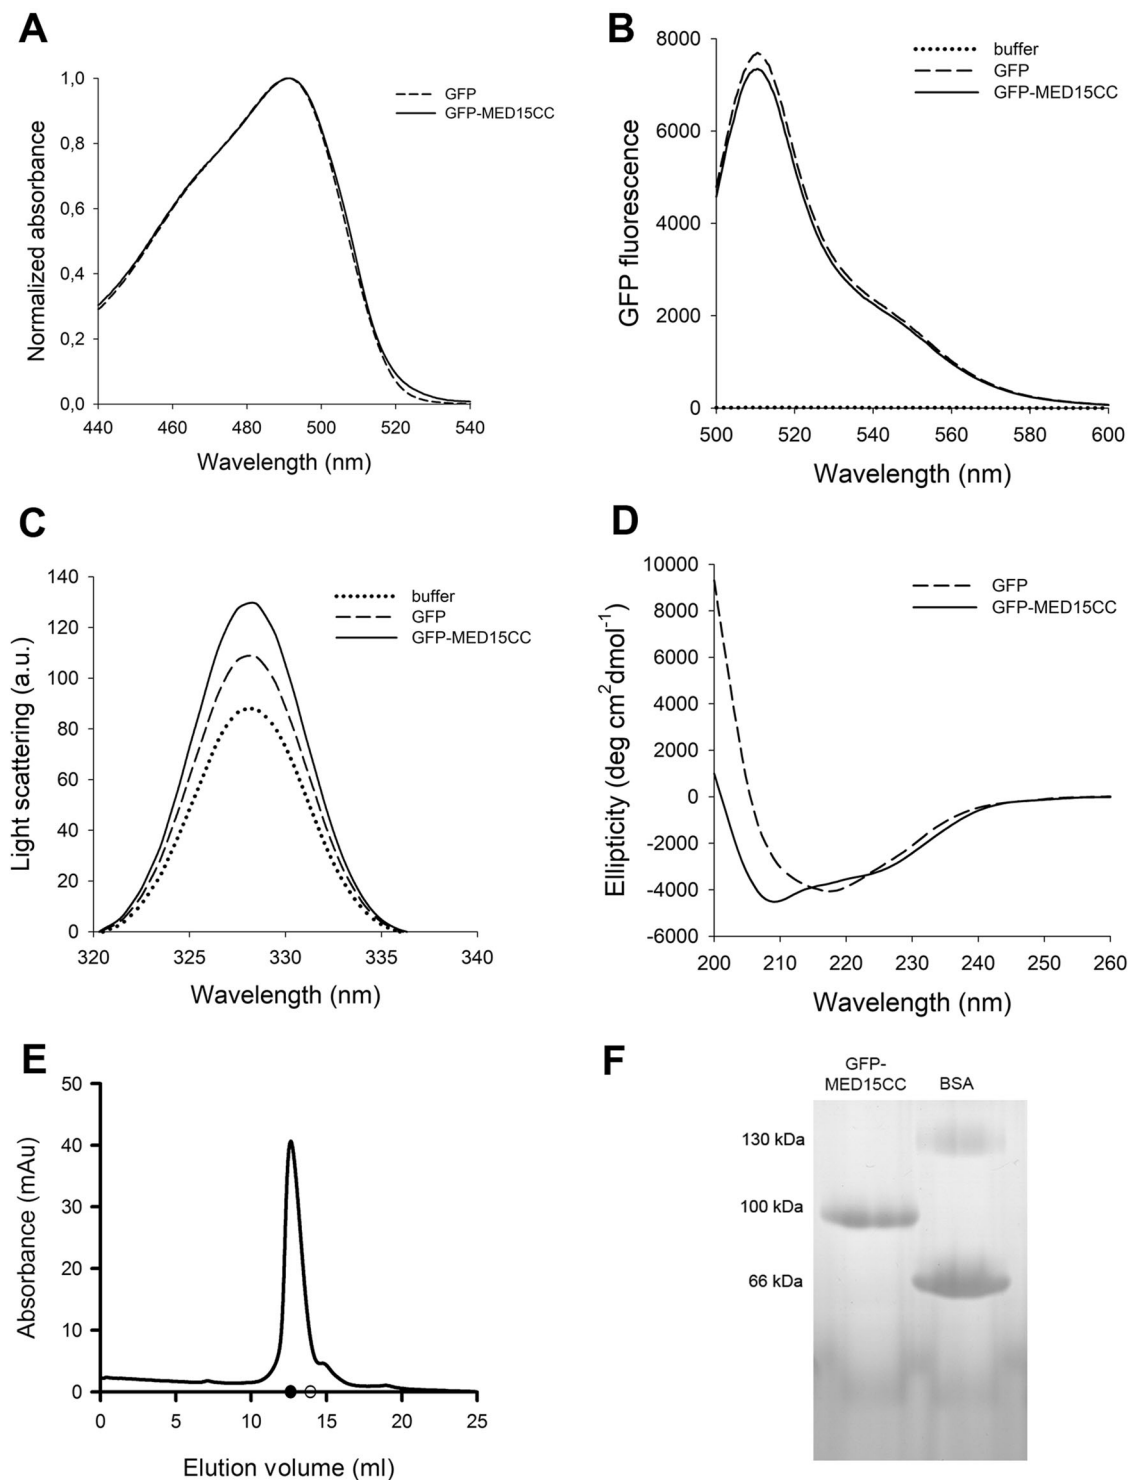 A
1,0
0,8
0,6
0,4
0,2
0,0
Normalized absorbance
GFP
GFP-MED15CC
440 460 480 500 520 540
Wavelength (nm)
B
8000
6000
4000
2000
0
GFP fluorescence
buffer
GFP
GFP-MED15CC
500 520 540 560 580 600
Wavelength (nm)
C
140
120
100
80
60
40
20
0
Light scattering (a.u.)
buffer
GFP
GFP-MED15CC
320 325 330 335 340
Wavelength (nm)
D
10000
8000
6000
4000
2000
0
-2000
-4000
-6000
Ellipticity (deg cm²dmol⁻¹)
GFP
GFP-MED15CC
200 210 220 230 240 250 260
Wavelength (nm)
E
50
40
30
20
10
0
Absorbance (mAu)
0 5 10 15 20 25
Elution volume (ml)
F
GFP-
MED15CC BSA
130 kDa
100 kDa
66 kDa